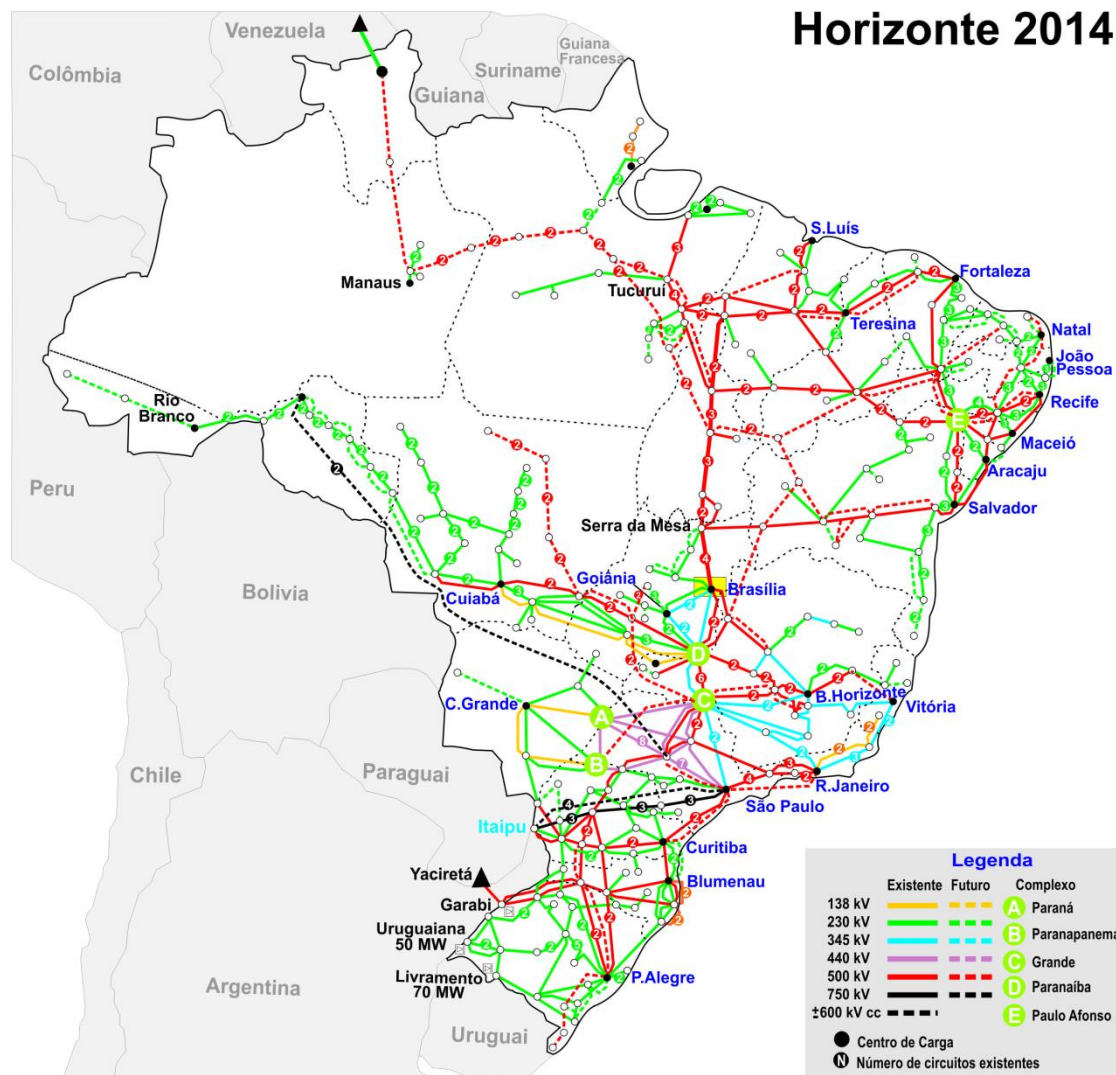 Horizonte 2014
Venezuela
Colômbia
Suriname
Guiana
Francesa
Guiana
Manaus
Tucuruí
S.Luís
Fortaleza
Teresina
Natal
João
Pessoa
Recife
Maceió
Aracaju
Salvador
Rio
Branco
Peru
Serra da Mesa
Bolivia
Cuiabá
Goiânia
Brasília
D
E
C.Grande
A
B
C
B.Horizonte
Vitória
Chile
Paraguai
R.Janeiro
São Paulo
Itaipu
Curitiba
Blumenau
Yaciretá
Garabi
Uruguaiana
50 MW
Livramento
70 MW
P.Alegre
Argentina
Uruguai
Legenda
Existente Futuro Complexo
138 kV A Paraná
230 kV B Paranapanema
345 kV C Grande
440 kV
500 kV D Paranaíba
750 kV
±600 kV cc E Paulo Afonso
Centro de Carga
N Número de circuitos existentes